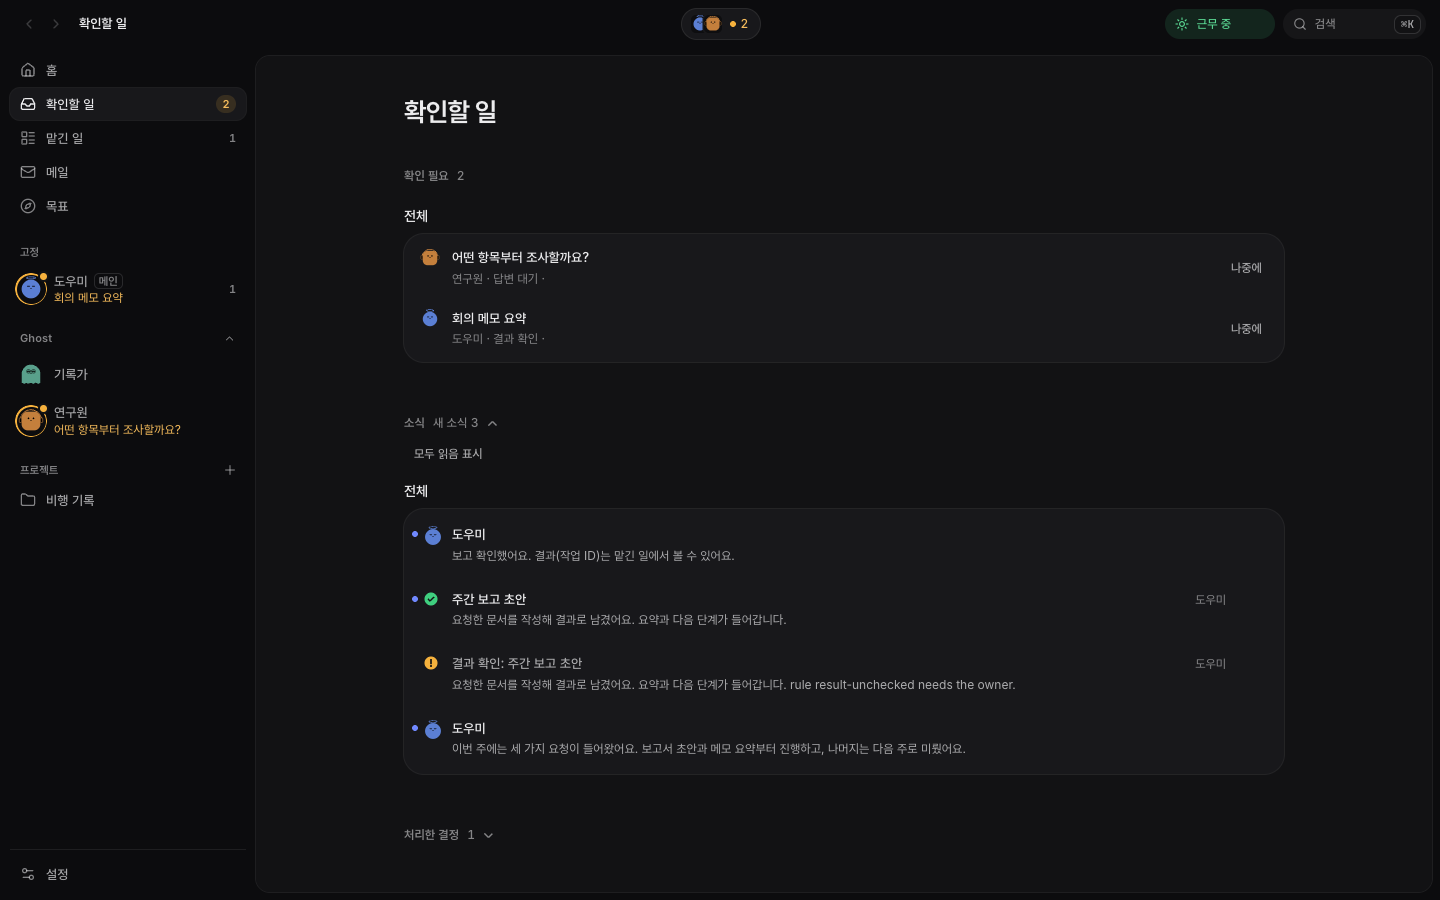 확인할 일
2
근무 중
검색
⌘K
홈
확인할 일 2
맡긴 일 1
메일
목표
고정
도우미 메인
회의 메모 요약
1
Ghost
기록가
연구원
어떤 항목부터 조사할까요?
프로젝트
비행 기록
설정
확인할 일
확인 필요 2
전체
어떤 항목부터 조사할까요?
연구원 · 답변 대기 ·
나중에
회의 메모 요약
도우미 · 결과 확인 ·
나중에
소식 새 소식 3
모두 읽음 표시
전체
도우미
보고 확인했어요. 결과(작업 ID)는 맡긴 일에서 볼 수 있어요.
주간 보고 초안 도우미
요청한 문서를 작성해 결과로 남겼어요. 요약과 다음 단계가 들어갑니다.
결과 확인: 주간 보고 초안 도우미
요청한 문서를 작성해 결과로 남겼어요. 요약과 다음 단계가 들어갑니다. rule result-unchecked needs the owner.
도우미
이번 주에는 세 가지 요청이 들어왔어요. 보고서 초안과 메모 요약부터 진행하고, 나머지는 다음 주로 미뤘어요.
처리한 결정 1